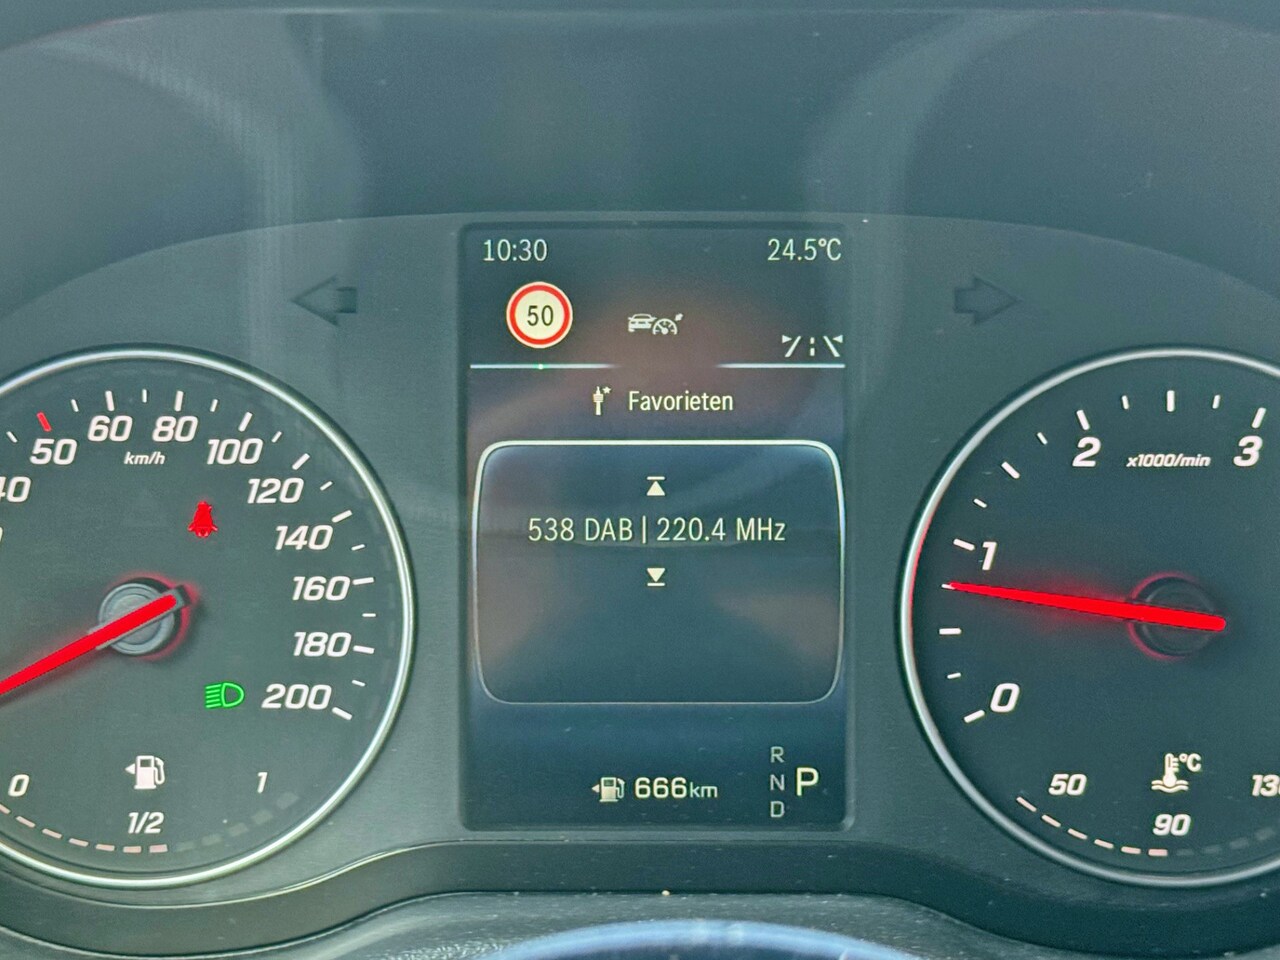 10:30 24.5°C
50
Favorieten
538 DAB | 220.4 MHz
666km
R
N P
D
40 50 60 80 100 120 140 160 180 200
km/h
0 1/2 1
0 1 2 3
x1000/min
°C
50 90